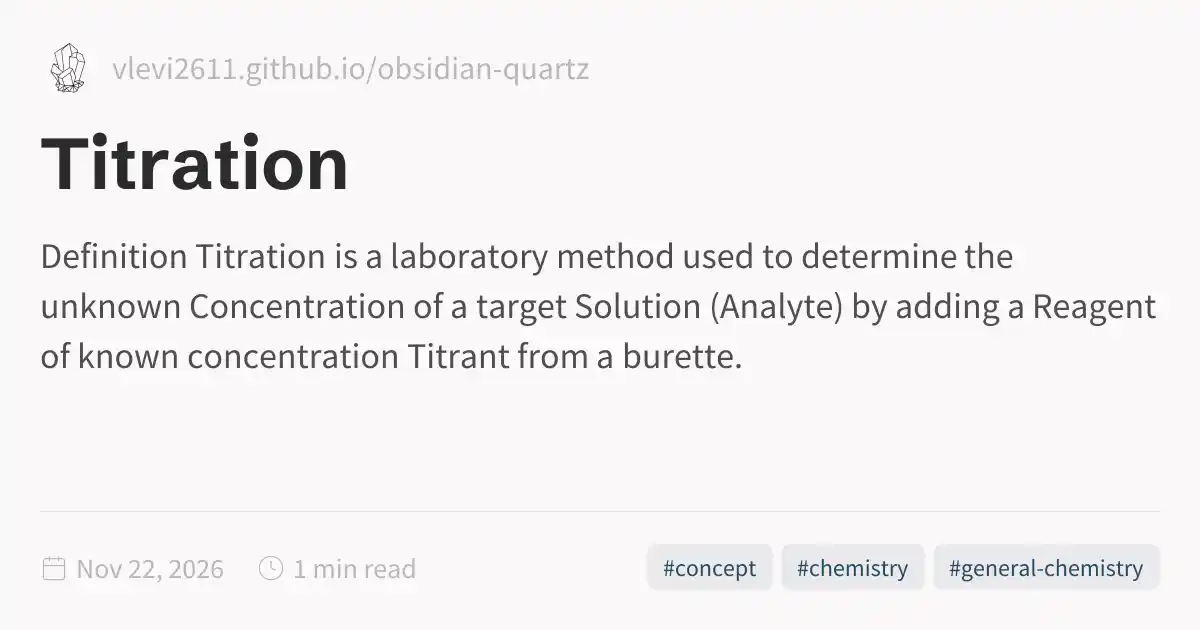 vlevi2611.github.io/obsidian-quartz
Titration
Definition Titration is a laboratory method used to determine the
unknown Concentration of a target Solution (Analyte) by adding a Reagent
of known concentration Titrant from a burette.
Nov 22, 2026 1 min read #concept #chemistry #general-chemistry